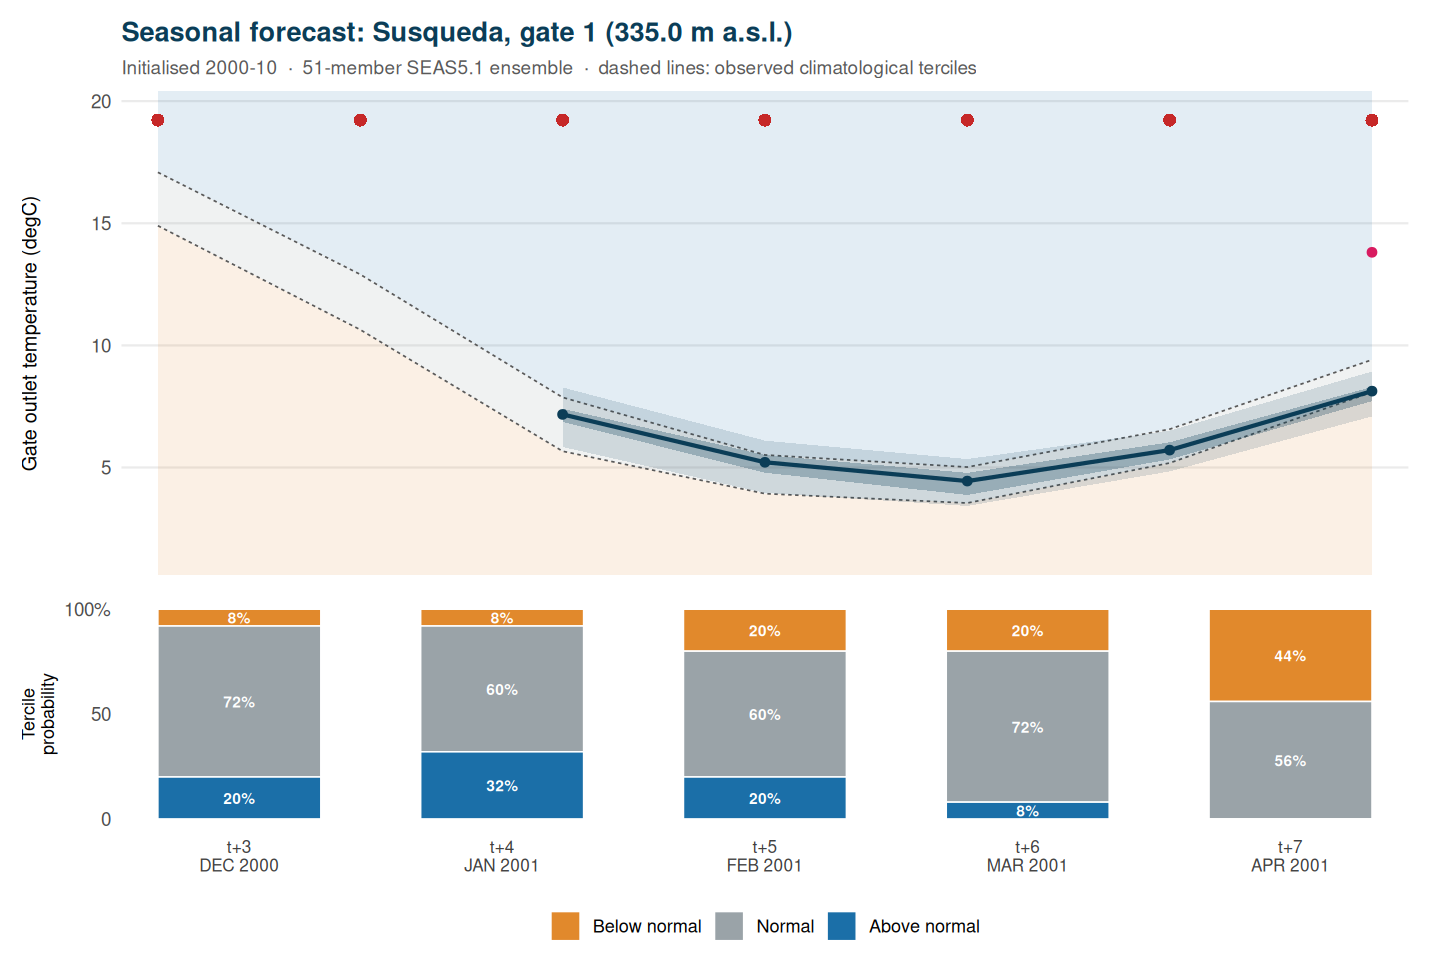 Seasonal forecast: Susqueda, gate 1 (335.0 m a.s.l.)
Initialised 2000-10 · 51-member SEAS5.1 ensemble · dashed lines: observed climatological terciles
Gate outlet temperature (degC)
20
15
10
5
Tercile
probability
100%
50
0
8%
72%
20%
8%
60%
32%
20%
60%
20%
20%
72%
8%
44%
56%
t+3
DEC 2000
t+4
JAN 2001
t+5
FEB 2001
t+6
MAR 2001
t+7
APR 2001
Below normal
Normal
Above normal